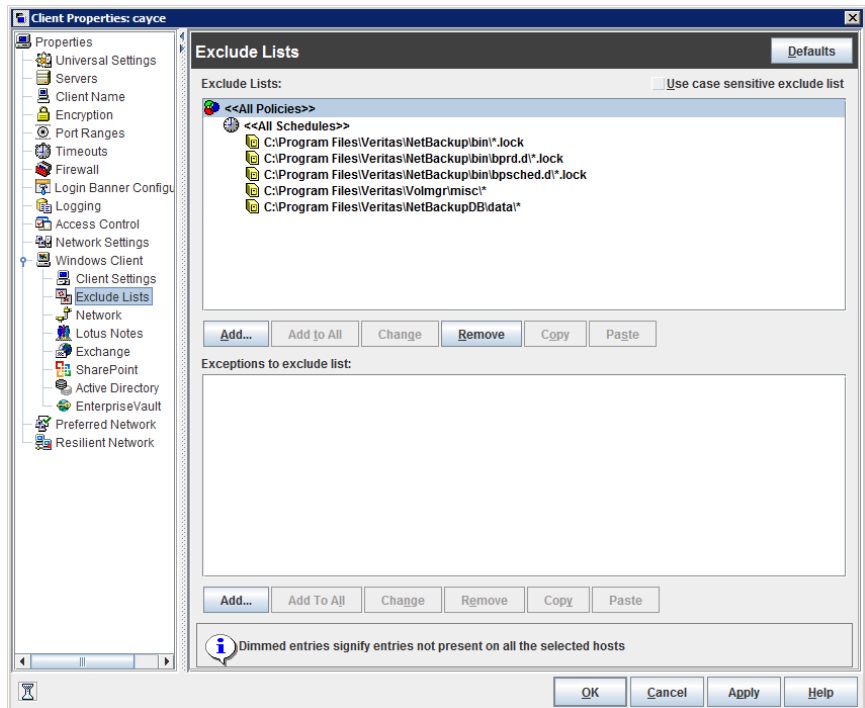 Client Properties: cayce
Properties
Universal Settings
Servers
Client Name
Encryption
Port Ranges
Timeouts
Firewall
Login Banner Configu
Logging
Access Control
Network Settings
Windows Client
Client Settings
Exclude Lists
Network
Lotus Notes
Exchange
SharePoint
Active Directory
EnterpriseVault
Preferred Network
Resilient Network
Exclude Lists
Defaults
Exclude Lists:
Use case sensitive exclude list
<<All Policies>>
<<All Schedules>>
C:\Program Files\Veritas\NetBackup\bin\*.lock
C:\Program Files\Veritas\NetBackup\bin\bprd.d\*.lock
C:\Program Files\Veritas\NetBackup\bin\bpsched.d\*.lock
C:\Program Files\Veritas\Volmgr\misc\*
C:\Program Files\Veritas\NetBackupDB\data\*
Add... Add to All Change Remove Copy Paste
Exceptions to exclude list:
Add... Add To All Change Remove Copy Paste
Dimmed entries signify entries not present on all the selected hosts
OK Cancel Apply Help